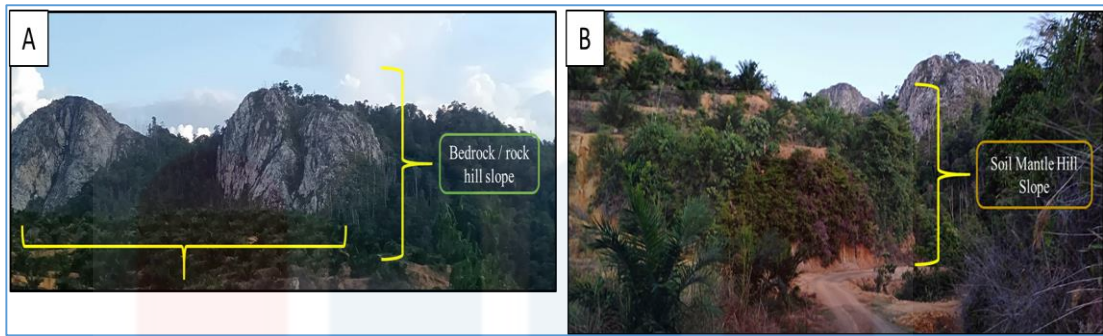 A
Bedrock / rock
hill slope
B
Soil Mantle Hill
Slope